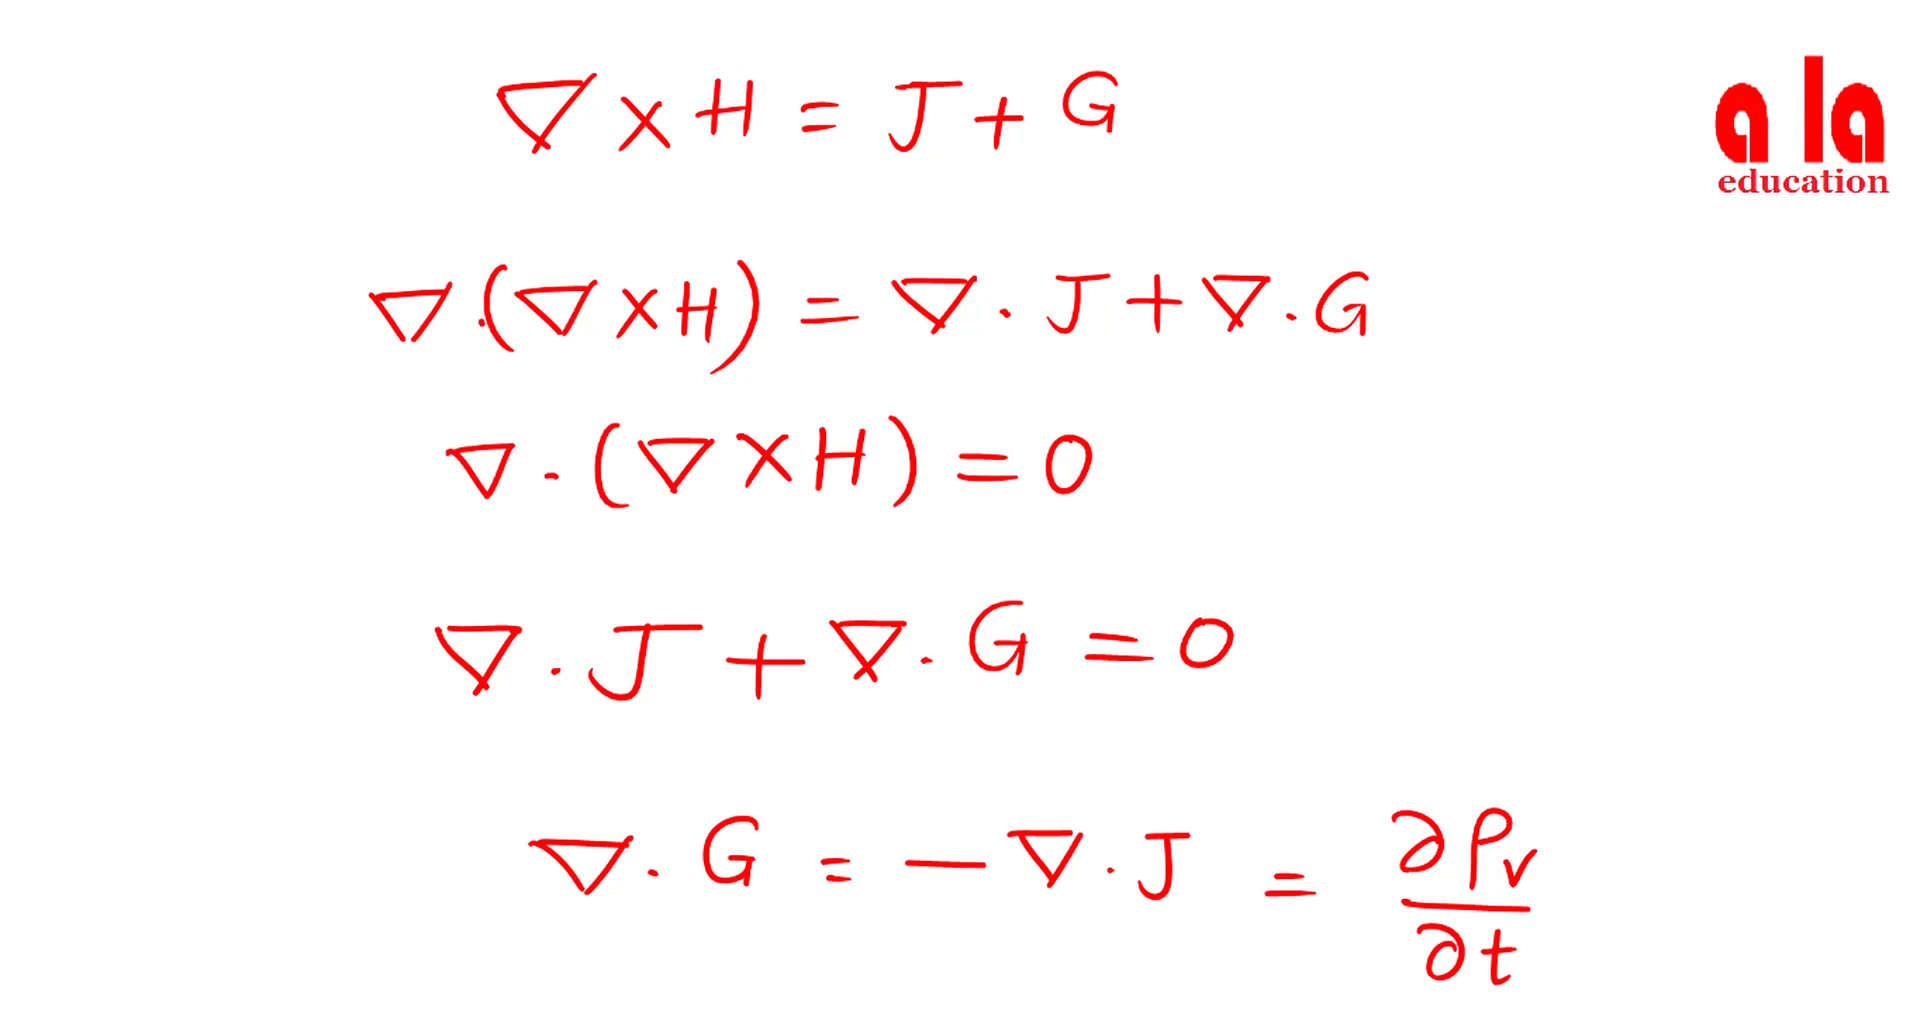 ∇ × H = J + G
a la
education
∇ . (∇ × H) = ∇ . J + ∇ . G
∇ . (∇ × H) = 0
∇ . J + ∇ . G = 0
∇ . G = − ∇ . J = ∂ρᵥ/∂t